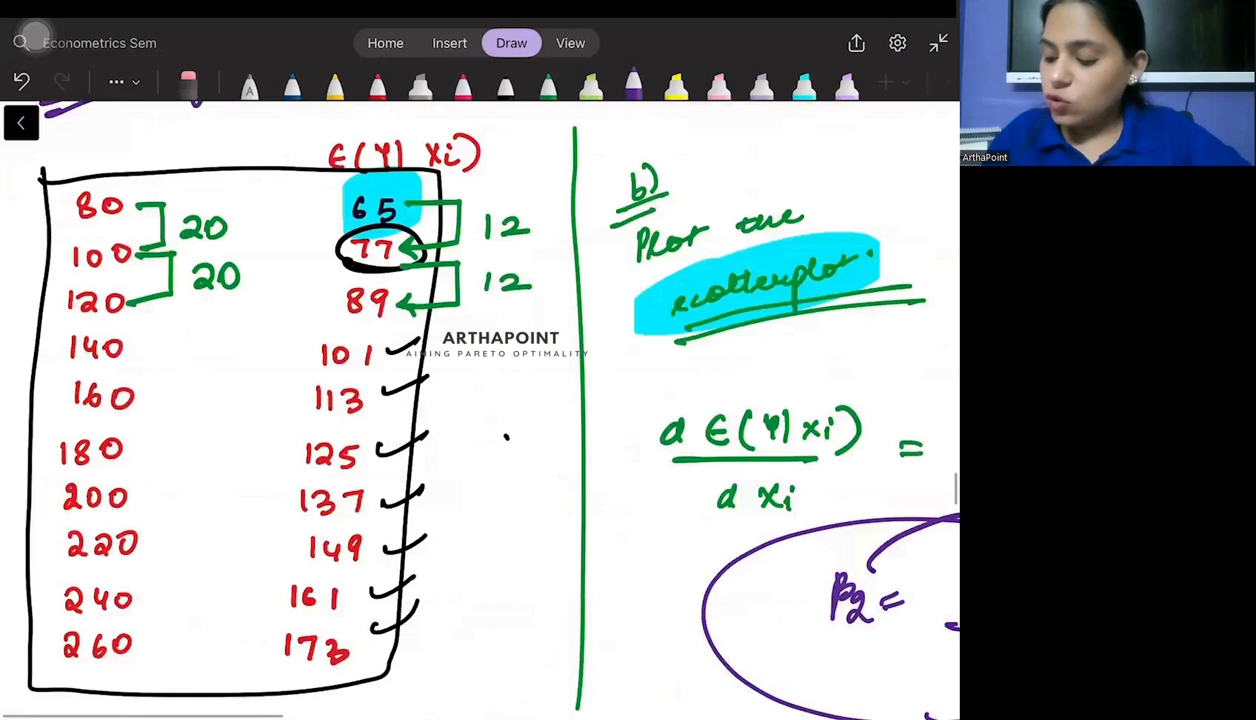 Econometrics Sem
Home Insert Draw View
E(Y| Xi)
80 65
20 12
100 77
20 12
120 89
140 101
160 113
180 125
200 137
220 149
240 161
260 173
b)
Plot the
scatterplot.
d E(Y| Xi) =
d Xi
β2 =
ARTHAPOINT
AIMING PARETO OPTIMALITY
ArthaPoint